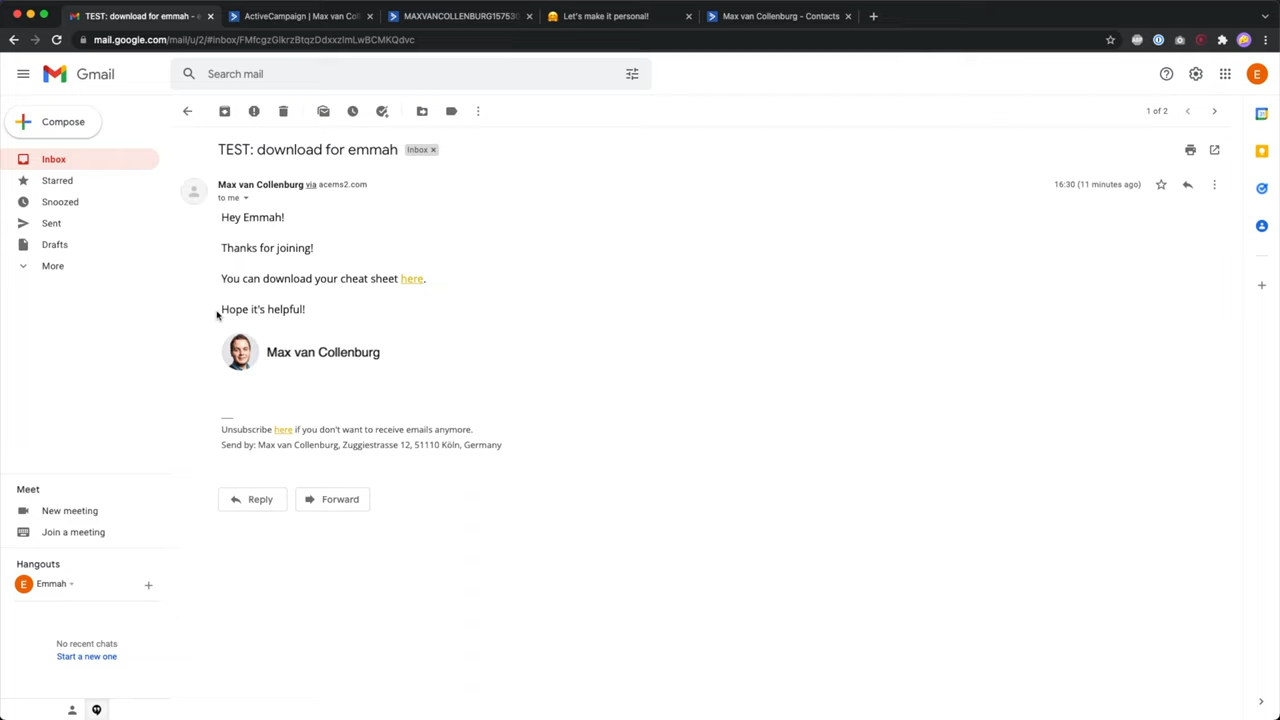 TEST: download for emmah - e
ActiveCampaign | Max van Coll
MAXVANCOLLENBURG157530
Let's make it personal!
Max van Collenburg - Contacts
mail.google.com/mail/u/2/#inbox/FMfcgzGlkrzBtqzDdxxzlmLwBCMKQdvc
Gmail
Search mail
E
Compose
1 of 2
Inbox
Starred
Snoozed
Sent
Drafts
More
TEST: download for emmah Inbox x
Max van Collenburg via acems2.com
16:30 (11 minutes ago)
to me
Hey Emmah!
Thanks for joining!
You can download your cheat sheet here.
Hope it's helpful!
Max van Collenburg
Unsubscribe here if you don't want to receive emails anymore.
Send by: Max van Collenburg, Zuggiestrasse 12, 51110 Köln, Germany
Reply
Forward
Meet
New meeting
Join a meeting
Hangouts
E Emmah
No recent chats
Start a new one